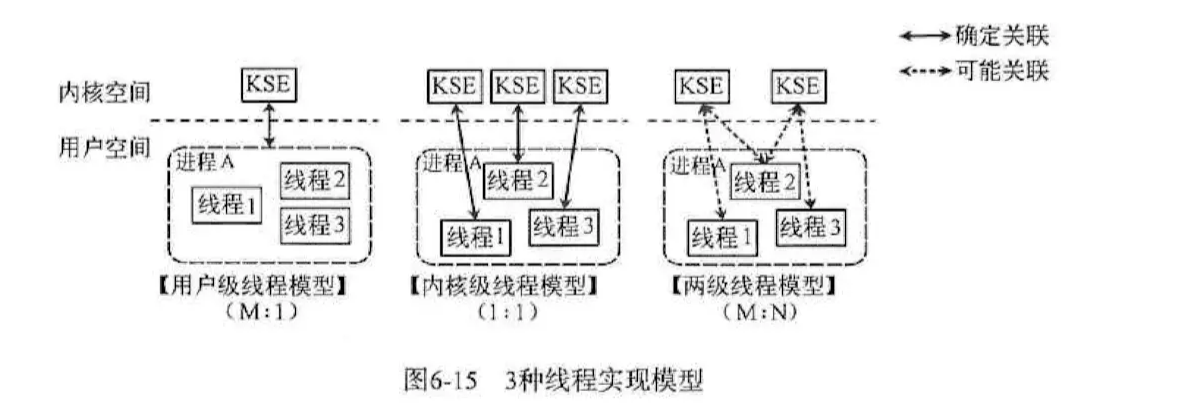 确定关联
可能关联
内核空间
用户空间
KSE
进程A
线程1
线程2
线程3
【用户级线程模型】
(M:1)
KSE KSE KSE
进程A
线程2
线程1
线程3
【内核级线程模型】
(1:1)
KSE KSE
进程A
线程2
线程1
线程3
【两级线程模型】
(M:N)
图6-15 3种线程实现模型